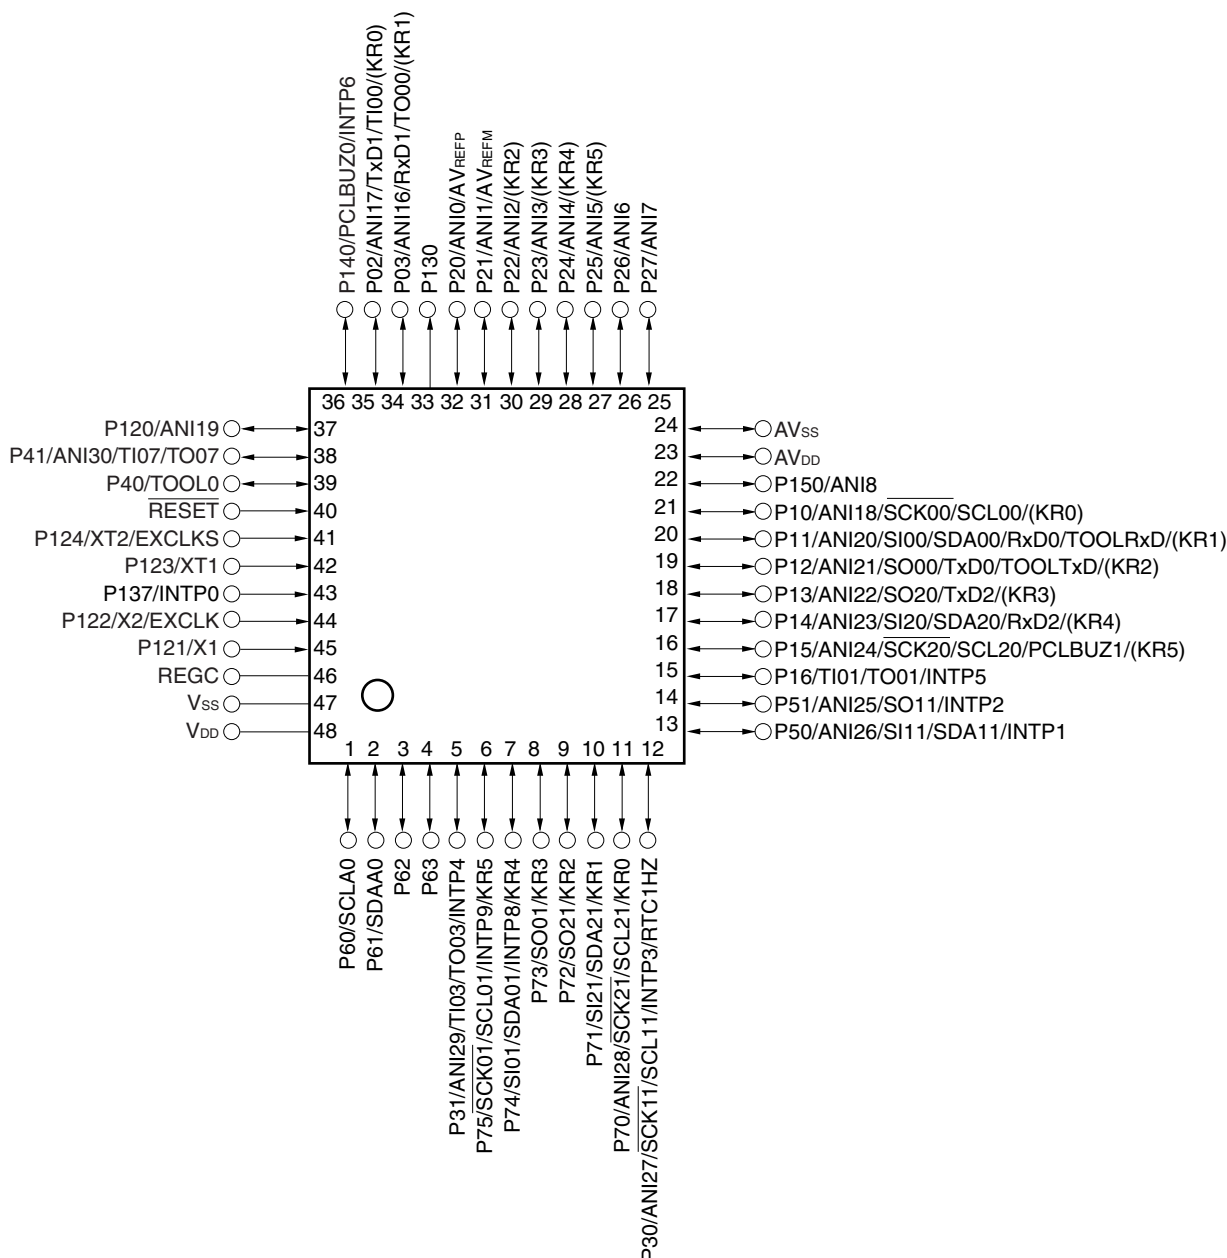 P140/PCLBUZ0/INTP6
P02/ANI17/TxD1/TI00/(KR0)
P03/ANI16/RxD1/TO00/(KR1)
P130
P20/ANI0/AVREFP
P21/ANI1/AVREFM
P22/ANI2/(KR2)
P23/ANI3/(KR3)
P24/ANI4/(KR4)
P25/ANI5/(KR5)
P26/ANI6
P27/ANI7
36 35 34 33 32 31 30 29 28 27 26 25
P120/ANI19 37
P41/ANI30/TI07/TO07 38
P40/TOOL0 39
RESET 40
P124/XT2/EXCLKS 41
P123/XT1 42
P137/INTP0 43
P122/X2/EXCLK 44
P121/X1 45
REGC 46
VSS 47
VDD 48
24 AVSS
23 AVDD
22 P150/ANI8
21 P10/ANI18/SCK00/SCL00/(KR0)
20 P11/ANI20/SI00/SDA00/RxD0/TOOLRxD/(KR1)
19 P12/ANI21/SO00/TxD0/TOOLTxD/(KR2)
18 P13/ANI22/SO20/TxD2/(KR3)
17 P14/ANI23/SI20/SDA20/RxD2/(KR4)
16 P15/ANI24/SCK20/SCL20/PCLBUZ1/(KR5)
15 P16/TI01/TO01/INTP5
14 P51/ANI25/SO11/INTP2
13 P50/ANI26/SI11/SDA11/INTP1
1 2 3 4 5 6 7 8 9 10 11 12
P60/SCLA0
P61/SDAA0
P62
P63
P31/ANI29/TI03/TO03/INTP4
P75/SCK01/SCL01/INTP9/KR5
P74/SI01/SDA01/INTP8/KR4
P73/SO01/KR3
P72/SO21/KR2
P71/SI21/SDA21/KR1
P70/ANI28/SCK21/SCL21/KR0
P30/ANI27/SCK11/SCL11/INTP3/RTC1HZ